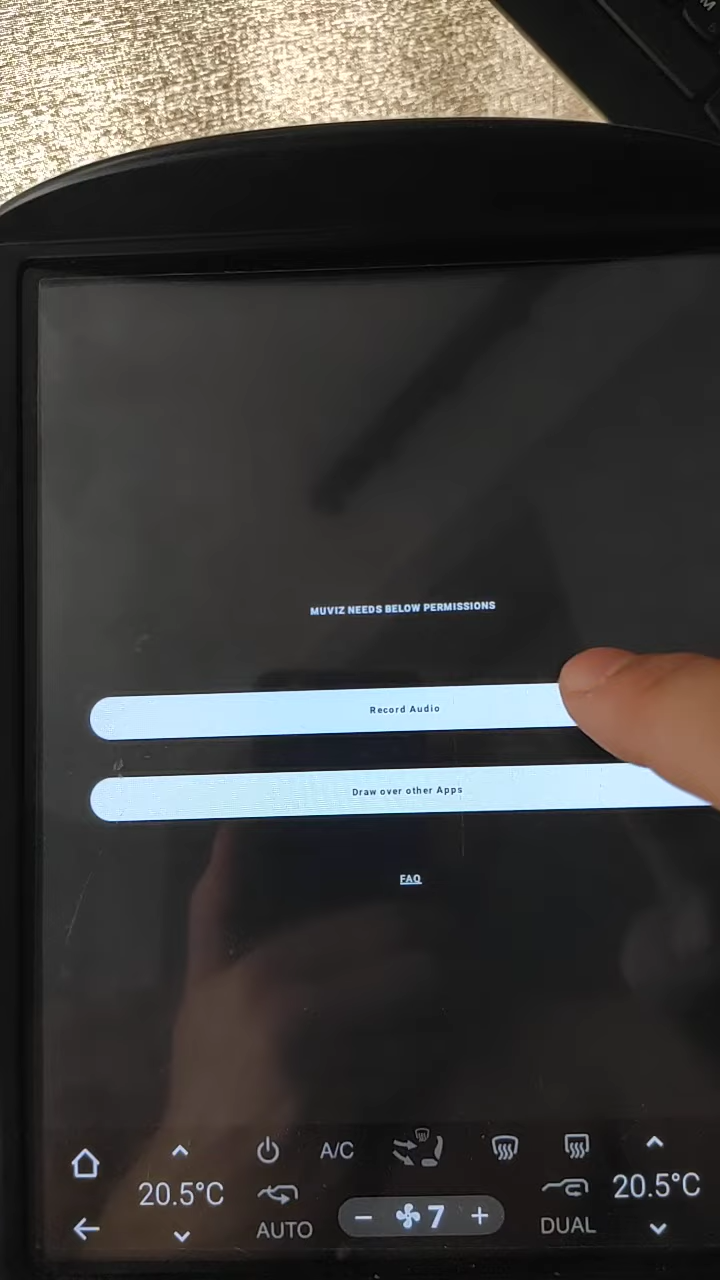 MUVIZ NEEDS BELOW PERMISSIONS
Record Audio
Draw over other Apps
FAQ
A/C
20.5°C
20.5°C
AUTO
− 7 +
DUAL
M